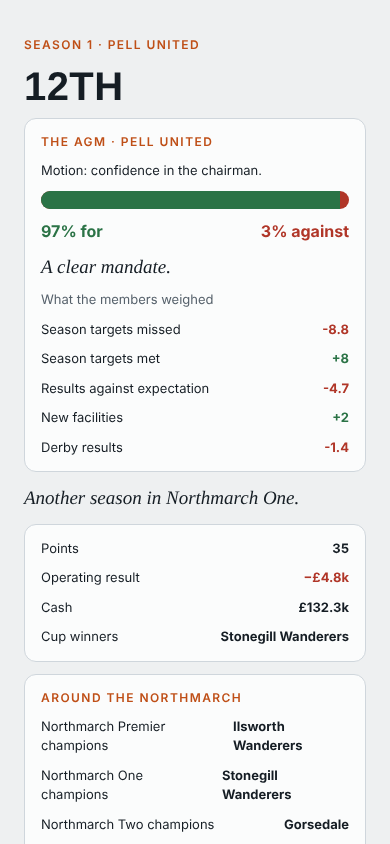 SEASON 1 · PELL UNITED
12TH
THE AGM · PELL UNITED
Motion: confidence in the chairman.
97% for 3% against
A clear mandate.
What the members weighed
Season targets missed -8.8
Season targets met +8
Results against expectation -4.7
New facilities +2
Derby results -1.4
Another season in Northmarch One.
Points 35
Operating result −£4.8k
Cash £132.3k
Cup winners Stonegill Wanderers
AROUND THE NORTHMARCH
Northmarch Premier Ilsworth
champions Wanderers
Northmarch One Stonegill
champions Wanderers
Northmarch Two champions Gorsedale